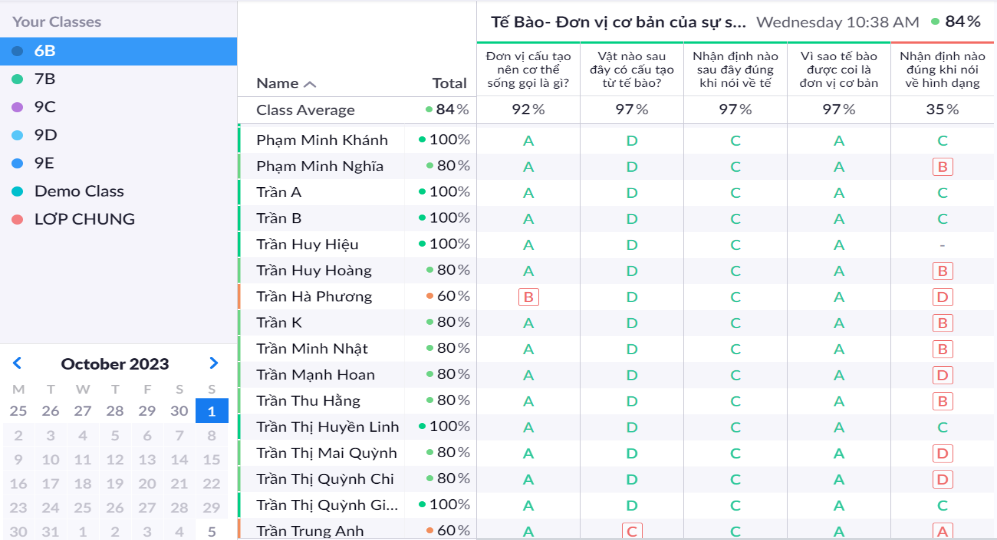 Your Classes
6B
7B
9C
9D
9E
Demo Class
LƠP CHUNG
October 2023
M T W T F S S
25 26 27 28 29 30 1
2 3 4 5 6 7 8
9 10 11 12 13 14 15
16 17 18 19 20 21 22
23 24 25 26 27 28 29
30 31 1 2 3 4 5
Tế Bào- Đơn vị cơ bản của sự s... Wednesday 10:38 AM 84%
Name Total
Đơn vị cấu tạo
nên cơ thể
sống gọi là gì?
Vật nào sau
đây có cấu tạo
từ tế bào?
Nhận định nào
sau đây đúng
khi nói về tế
Vì sao tế bào
được coi là
đơn vị cơ bản
Nhận định nào
đúng khi nói
về hình dạng
Class Average 84% 92% 97% 97% 97% 35%
Phạm Minh Khánh 100% A D C A C
Phạm Minh Nghĩa 80% A D C A B
Trần A 100% A D C A C
Trần B 100% A D C A C
Trần Huy Hiệu 100% A D C A -
Trần Huy Hoàng 80% A D C A B
Trần Hà Phương 60% B D C A D
Trần K 80% A D C A B
Trần Minh Nhật 80% A D C A B
Trần Mạnh Hoan 80% A D C A D
Trần Thu Hằng 80% A D C A B
Trần Thị Huyền Linh 100% A D C A C
Trần Thị Mai Quỳnh 80% A D C A D
Trần Thị Quỳnh Chi 80% A D C A D
Trần Thị Quỳnh Gi... 100% A D C A C
Trần Trung Anh 60% A C C A A